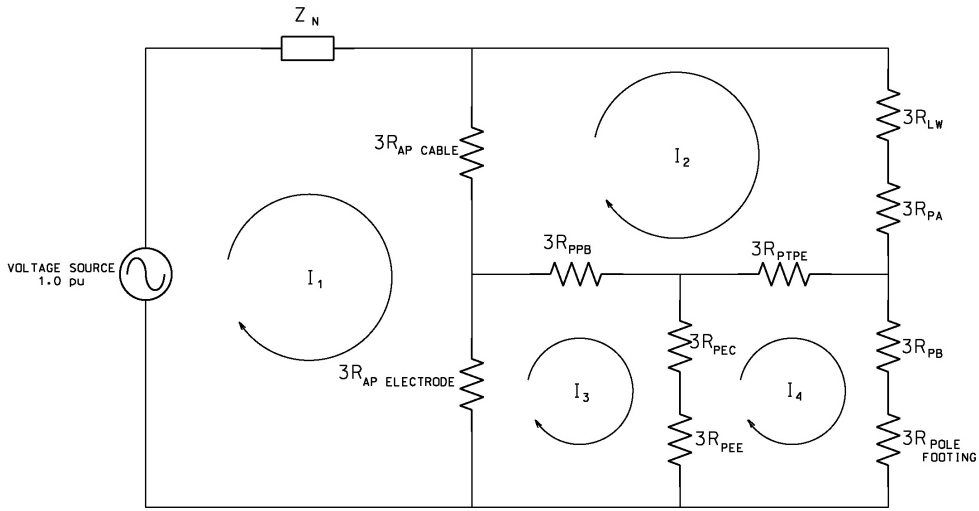 Z N
3R LW
3R AP CABLE
I2
3R PA
3R PPB
3R PTPE
VOLTAGE SOURCE
1.0 pu
I1
3R PEC
3R PB
3R AP ELECTRODE
I3
I4
3R PEE
3R POLE
FOOTING